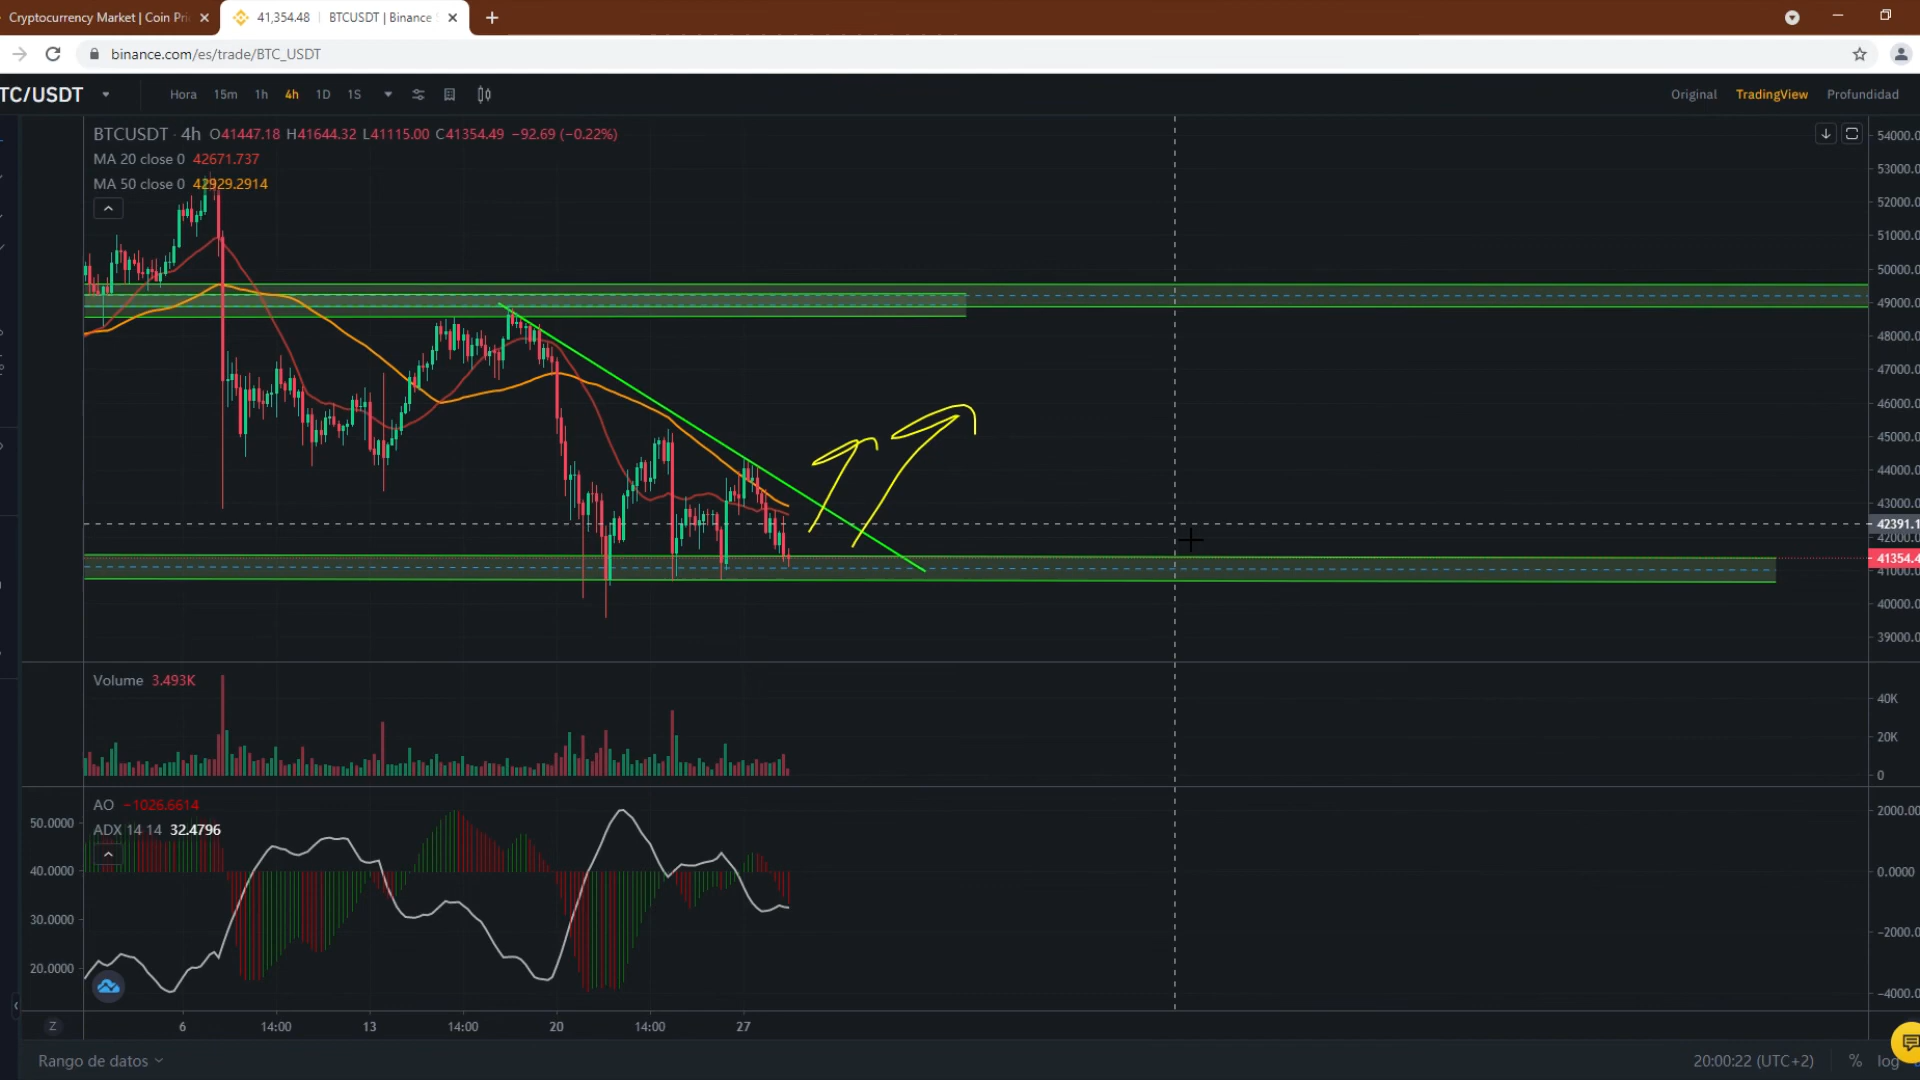 Cryptocurrency Market | Coin Pri
41,354.48 | BTCUSDT | Binance
binance.com/es/trade/BTC_USDT
TC/USDT
Hora 15m 1h 4h 1D 1S
Original TradingView Profundidad
BTCUSDT · 4h O41447.18 H41644.32 L41115.00 C41354.49 −92.69 (−0.22%)
MA 20 close 0 42671.737
MA 50 close 0 42929.2914
54000.0
53000.0
52000.0
51000.0
50000.0
49000.0
48000.0
47000.0
46000.0
45000.0
44000.0
43000.0
42391.1
42000.0
41354.4
41000.0
40000.0
39000.0
Volume 3.493K
40K
20K
0
AO −1026.6614
ADX 14 14 32.4796
50.0000
40.0000
30.0000
20.0000
2000.00
0.0000
−2000.0
−4000.0
Z 6 14:00 13 14:00 20 14:00 27
Rango de datos
20:00:22 (UTC+2) % log